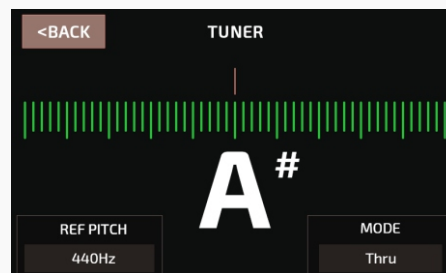 <BACK
TUNER
A#
REF PITCH
MODE
440Hz
Thru